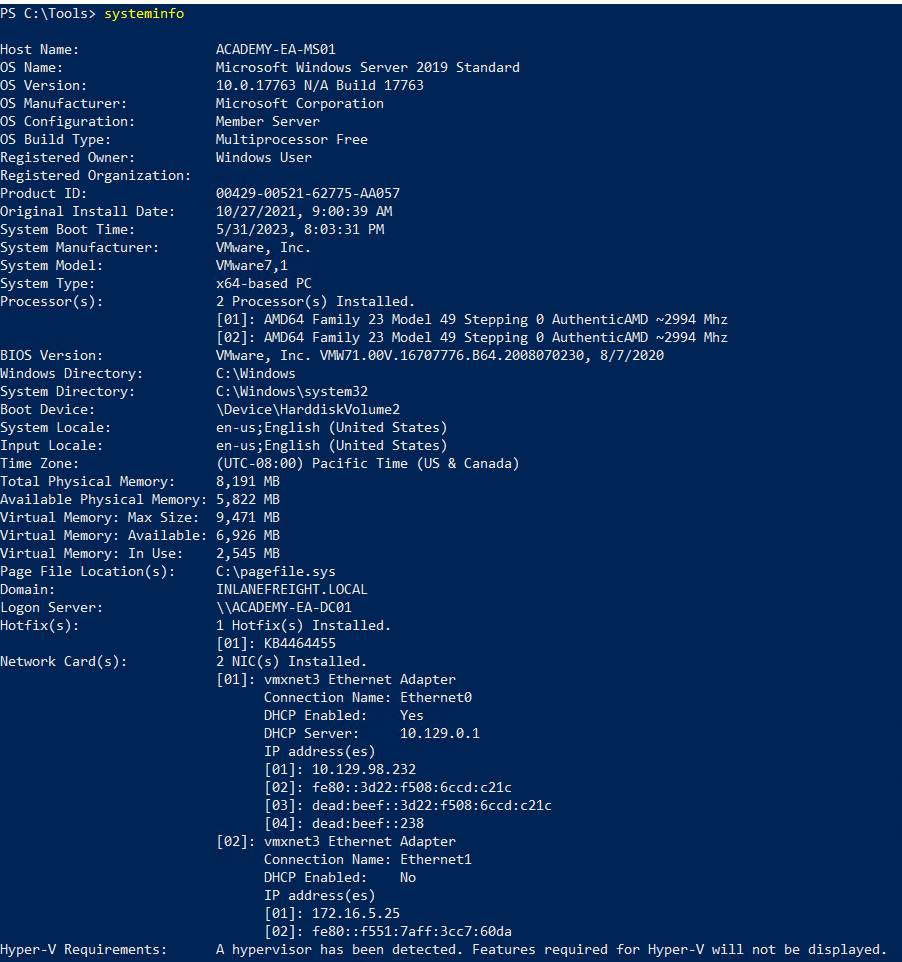 PS C:\Tools> systeminfo
Host Name: ACADEMY-EA-MS01
OS Name: Microsoft Windows Server 2019 Standard
OS Version: 10.0.17763 N/A Build 17763
OS Manufacturer: Microsoft Corporation
OS Configuration: Member Server
OS Build Type: Multiprocessor Free
Registered Owner: Windows User
Registered Organization:
Product ID: 00429-00521-62775-AA057
Original Install Date: 10/27/2021, 9:00:39 AM
System Boot Time: 5/31/2023, 8:03:31 PM
System Manufacturer: VMware, Inc.
System Model: VMware7,1
System Type: x64-based PC
Processor(s): 2 Processor(s) Installed.
[01]: AMD64 Family 23 Model 49 Stepping 0 AuthenticAMD ~2994 Mhz
[02]: AMD64 Family 23 Model 49 Stepping 0 AuthenticAMD ~2994 Mhz
BIOS Version: VMware, Inc. VMW71.00V.16707776.B64.2008070230, 8/7/2020
Windows Directory: C:\Windows
System Directory: C:\Windows\system32
Boot Device: \Device\HarddiskVolume2
System Locale: en-us;English (United States)
Input Locale: en-us;English (United States)
Time Zone: (UTC-08:00) Pacific Time (US & Canada)
Total Physical Memory: 8,191 MB
Available Physical Memory: 5,822 MB
Virtual Memory: Max Size: 9,471 MB
Virtual Memory: Available: 6,926 MB
Virtual Memory: In Use: 2,545 MB
Page File Location(s): C:\pagefile.sys
Domain: INLANEFREIGHT.LOCAL
Logon Server: \\ACADEMY-EA-DC01
Hotfix(s): 1 Hotfix(s) Installed.
[01]: KB4464455
Network Card(s): 2 NIC(s) Installed.
[01]: vmxnet3 Ethernet Adapter
Connection Name: Ethernet0
DHCP Enabled: Yes
DHCP Server: 10.129.0.1
IP address(es)
[01]: 10.129.98.232
[02]: fe80::3d22:f508:6ccd:c21c
[03]: dead:beef::3d22:f508:6ccd:c21c
[04]: dead:beef::238
[02]: vmxnet3 Ethernet Adapter
Connection Name: Ethernet1
DHCP Enabled: No
IP address(es)
[01]: 172.16.5.25
[02]: fe80::f551:7aff:3cc7:60da
Hyper-V Requirements: A hypervisor has been detected. Features required for Hyper-V will not be displayed.